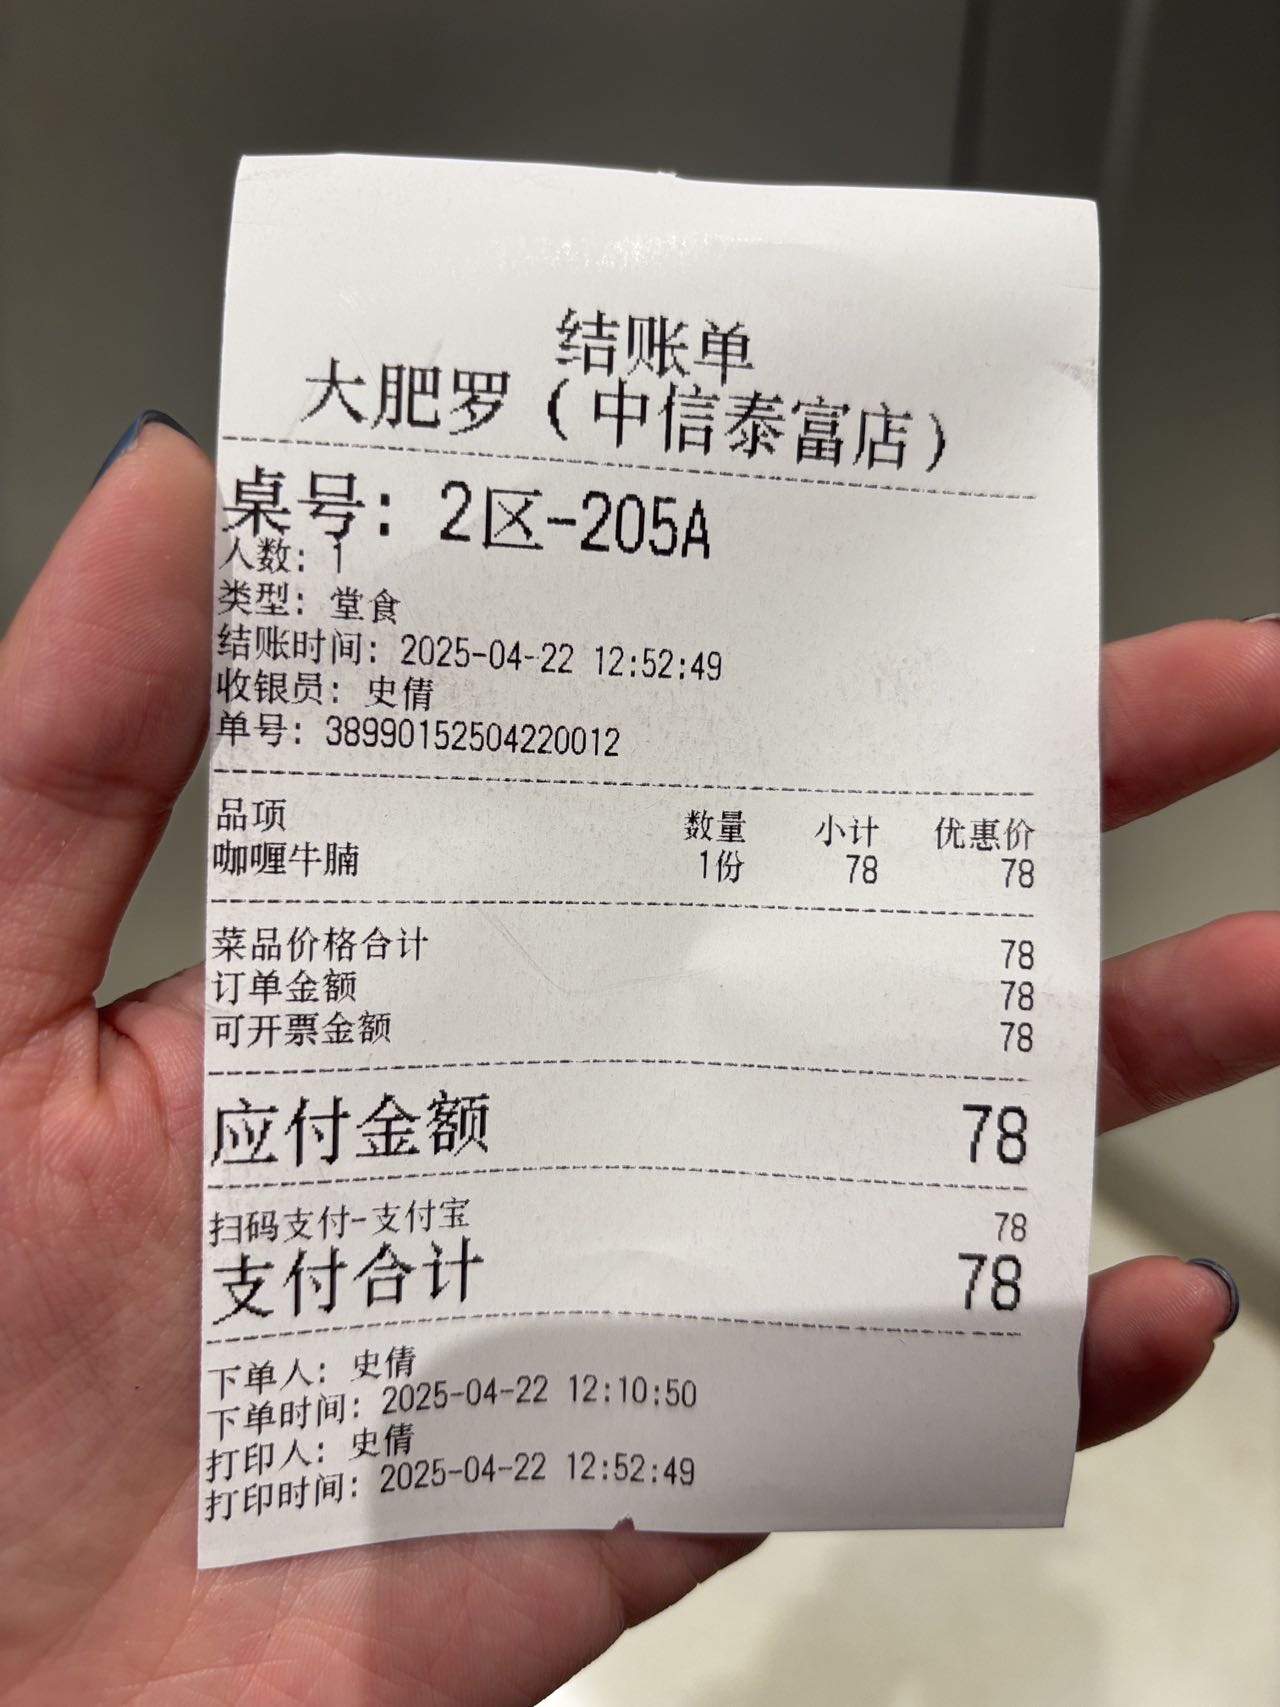 结账单
大肥罗（中信泰富店）
桌号：2区-205A
人数：1
类型：堂食
结账时间：2025-04-22 12:52:49
收银员：史倩
单号：38990152504220012
品项 数量 小计 优惠价
咖喱牛腩 1份 78 78
菜品价格合计 78
订单金额 78
可开票金额 78
应付金额 78
扫码支付-支付宝 78
支付合计 78
下单人：史倩
下单时间：2025-04-22 12:10:50
打印人：史倩
打印时间：2025-04-22 12:52:49